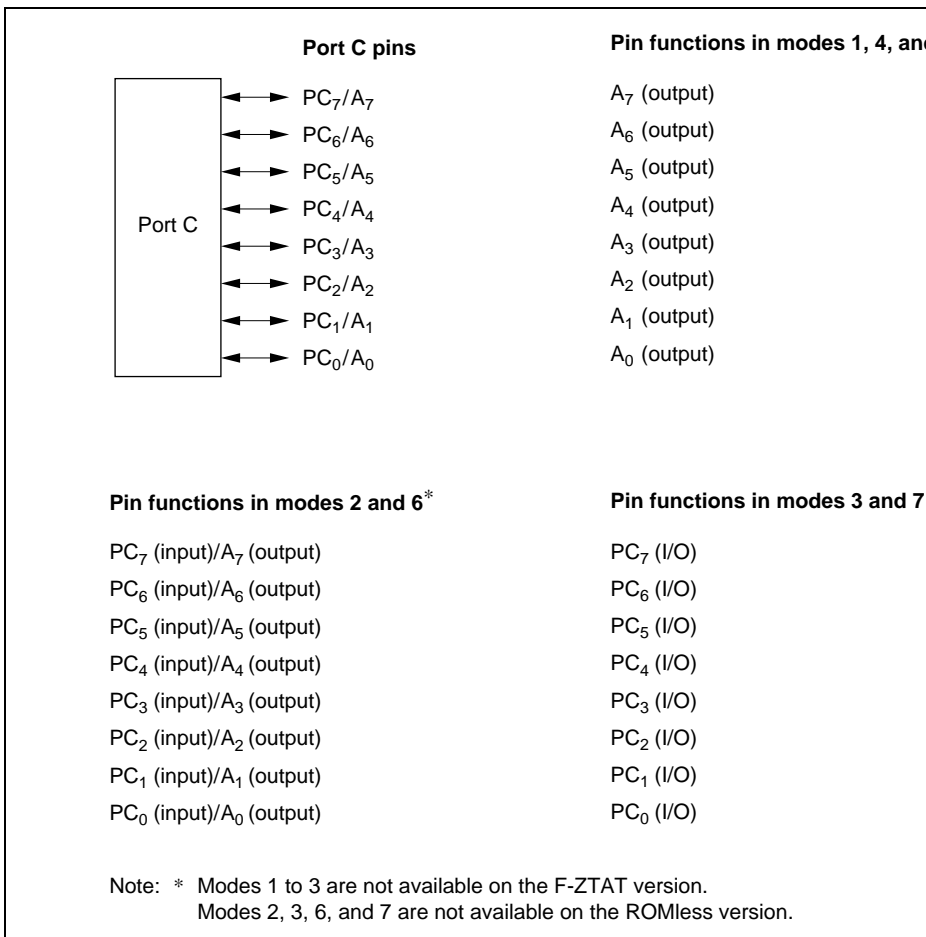 Port C pins
Pin functions in modes 1, 4, and
Port C
PC₇/A₇
A₇ (output)
PC₆/A₆
A₆ (output)
PC₅/A₅
A₅ (output)
PC₄/A₄
A₄ (output)
PC₃/A₃
A₃ (output)
PC₂/A₂
A₂ (output)
PC₁/A₁
A₁ (output)
PC₀/A₀
A₀ (output)
Pin functions in modes 2 and 6*
PC₇ (input)/A₇ (output)
PC₆ (input)/A₆ (output)
PC₅ (input)/A₅ (output)
PC₄ (input)/A₄ (output)
PC₃ (input)/A₃ (output)
PC₂ (input)/A₂ (output)
PC₁ (input)/A₁ (output)
PC₀ (input)/A₀ (output)
Pin functions in modes 3 and 7
PC₇ (I/O)
PC₆ (I/O)
PC₅ (I/O)
PC₄ (I/O)
PC₃ (I/O)
PC₂ (I/O)
PC₁ (I/O)
PC₀ (I/O)
Note: * Modes 1 to 3 are not available on the F-ZTAT version.
Modes 2, 3, 6, and 7 are not available on the ROMless version.